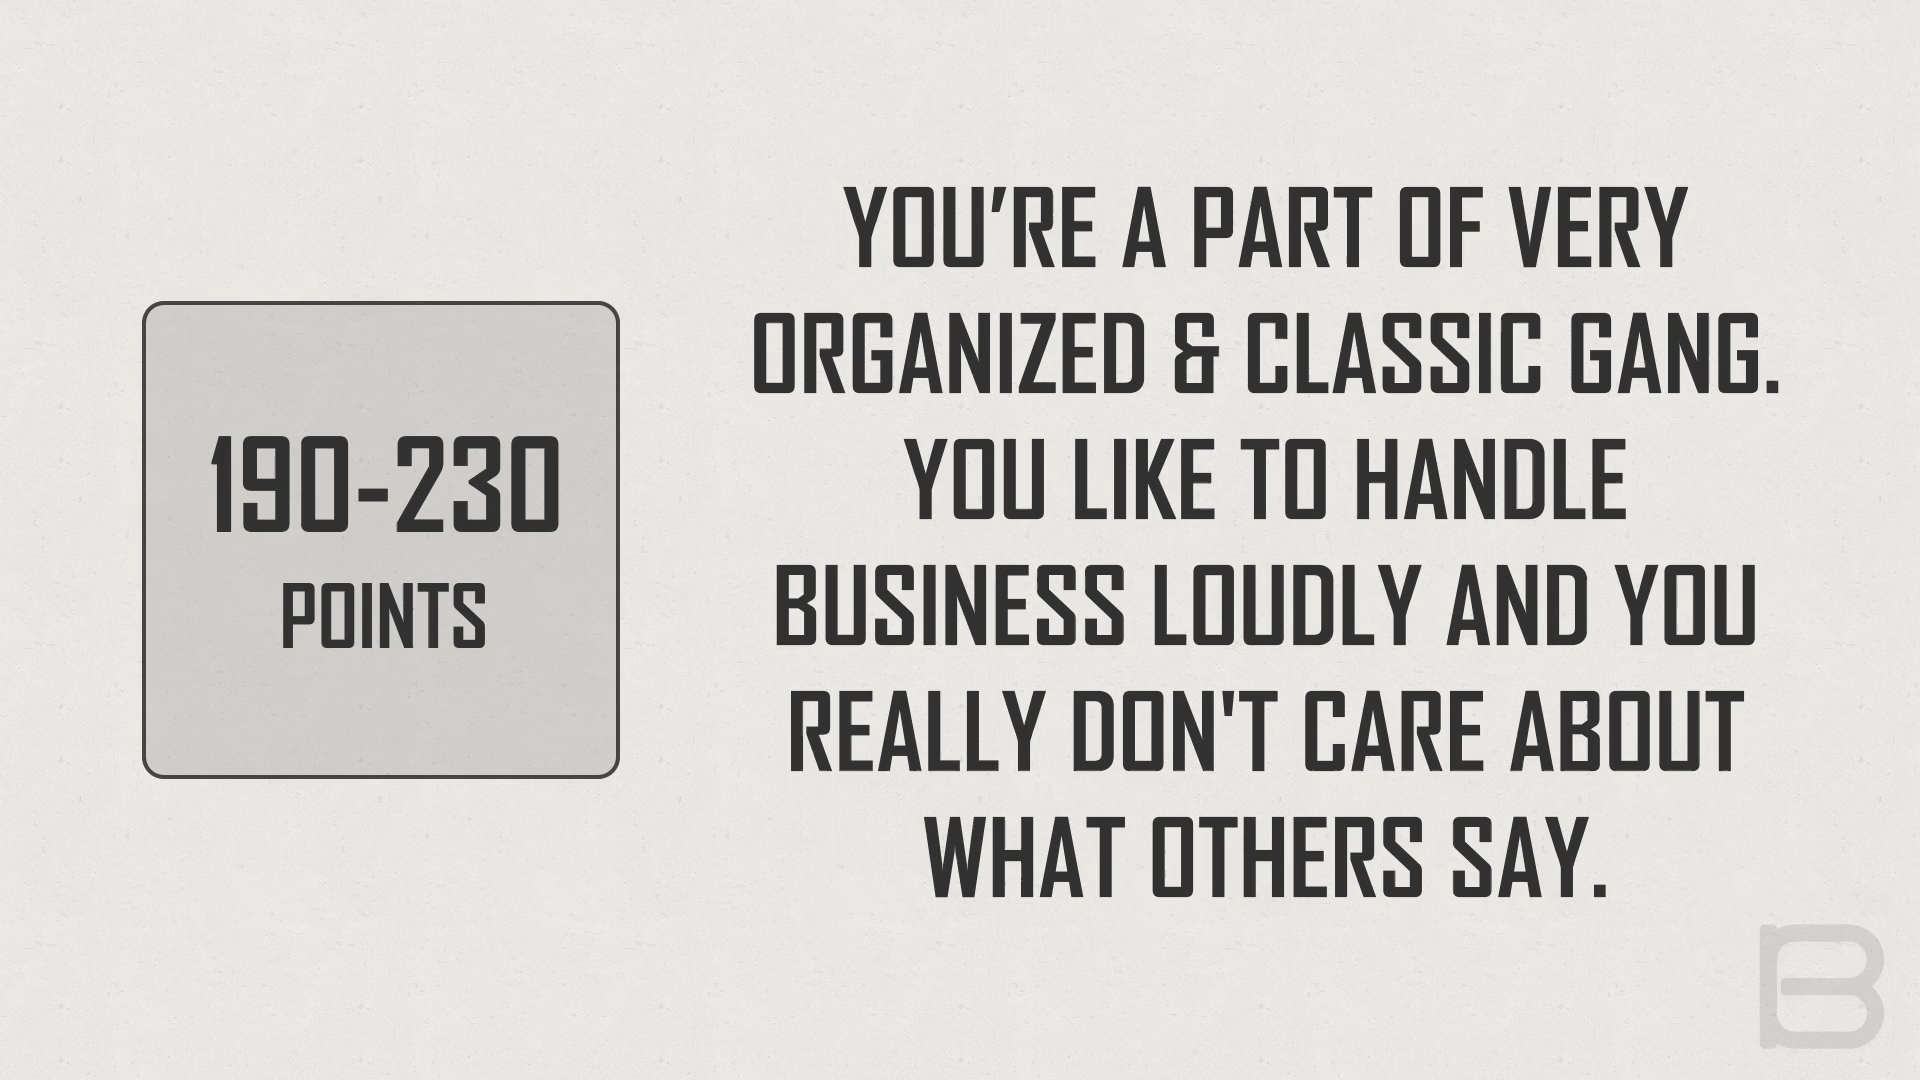 190-230
POINTS
YOU’RE A PART OF VERY
ORGANIZED & CLASSIC GANG.
YOU LIKE TO HANDLE
BUSINESS LOUDLY AND YOU
REALLY DON'T CARE ABOUT
WHAT OTHERS SAY.
B